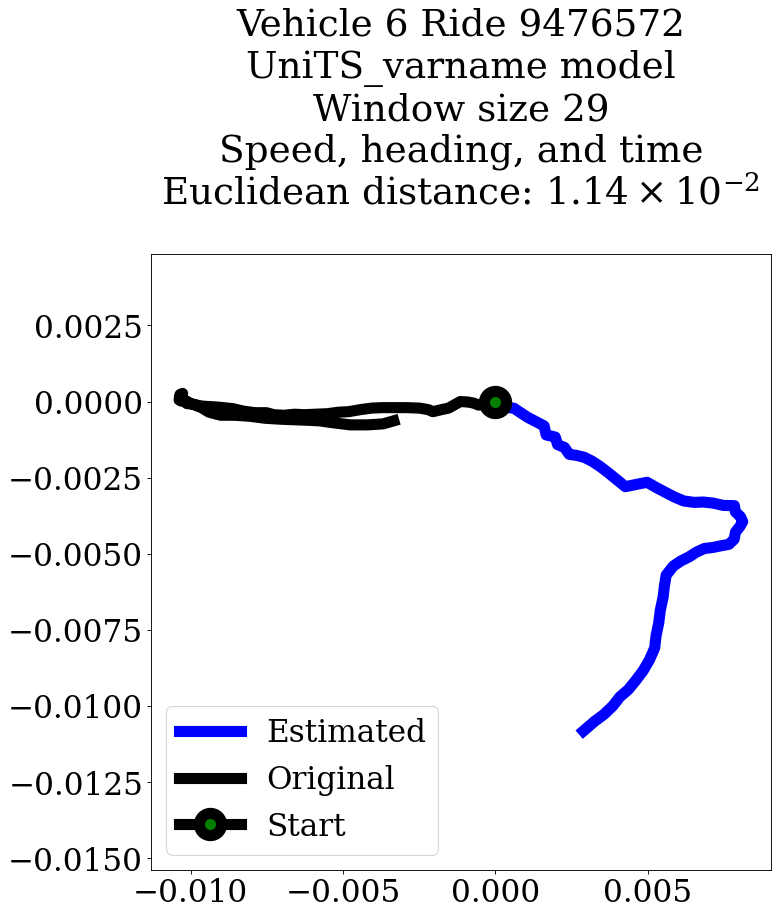 Vehicle 6 Ride 9476572
UniTS_varname model
Window size 29
Speed, heading, and time
Euclidean distance: 1.14 × 10⁻²
0.0025
0.0000
−0.0025
−0.0050
−0.0075
−0.0100
−0.0125
−0.0150
Estimated
Original
Start
−0.010 −0.005 0.000 0.005